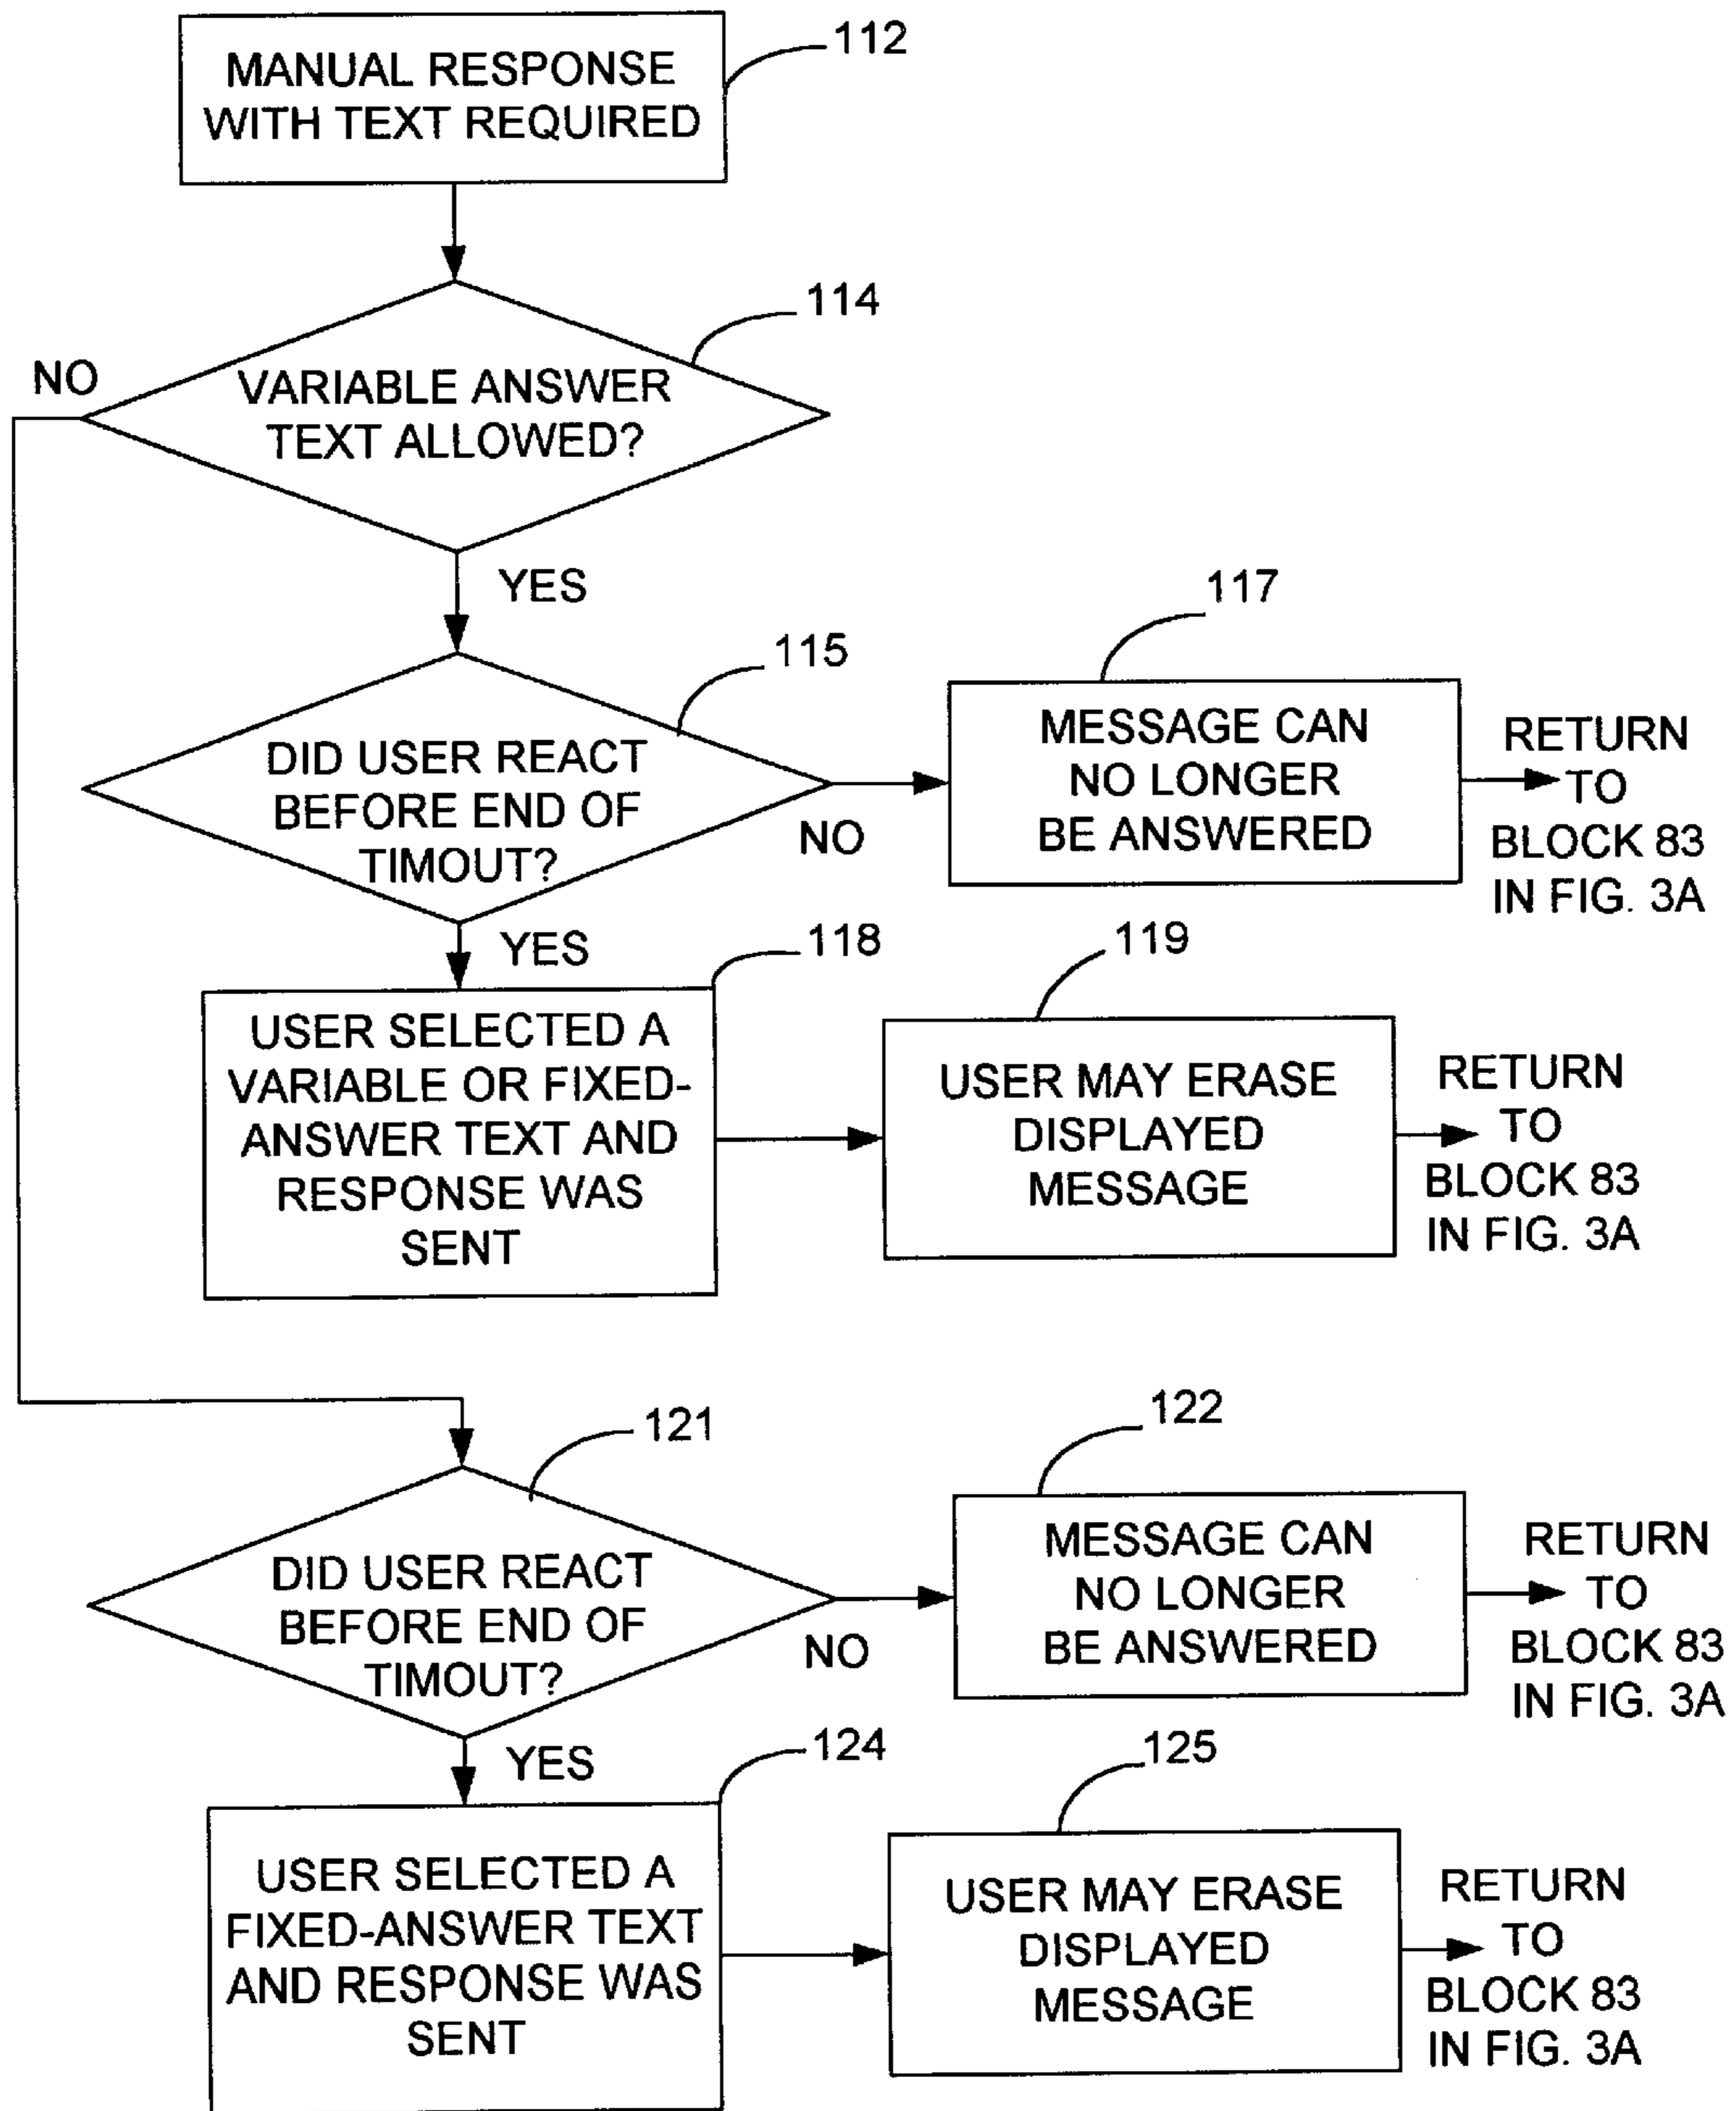 112
MANUAL RESPONSE
WITH TEXT REQUIRED
114
NO
VARIABLE ANSWER
TEXT ALLOWED?
YES
115
DID USER REACT
BEFORE END OF
TIMOUT?
NO
117
MESSAGE CAN
NO LONGER
BE ANSWERED
RETURN
TO
BLOCK 83
IN FIG. 3A
YES
118
USER SELECTED A
VARIABLE OR FIXED-
ANSWER TEXT AND
RESPONSE WAS
SENT
119
USER MAY ERASE
DISPLAYED
MESSAGE
RETURN
TO
BLOCK 83
IN FIG. 3A
121
DID USER REACT
BEFORE END OF
TIMOUT?
NO
122
MESSAGE CAN
NO LONGER
BE ANSWERED
RETURN
TO
BLOCK 83
IN FIG. 3A
YES
124
USER SELECTED A
FIXED-ANSWER TEXT
AND RESPONSE WAS
SENT
125
USER MAY ERASE
DISPLAYED
MESSAGE
RETURN
TO
BLOCK 83
IN FIG. 3A